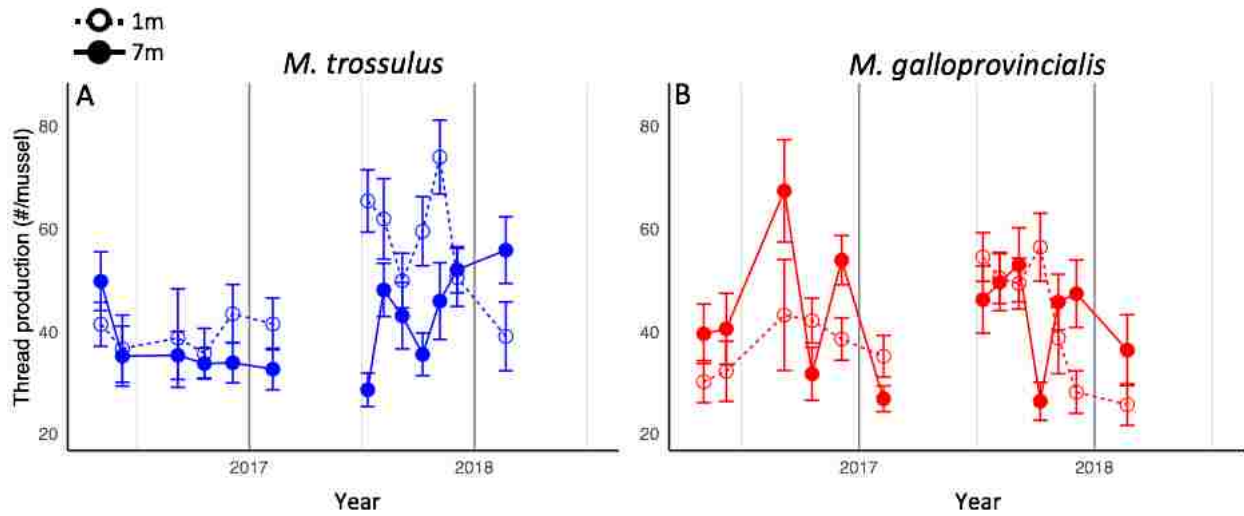 1m
7m
M. trossulus
M. galloprovincialis
A
B
Thread production (#/mussel)
80
60
40
20
80
60
40
20
2017
2018
2017
2018
Year
Year